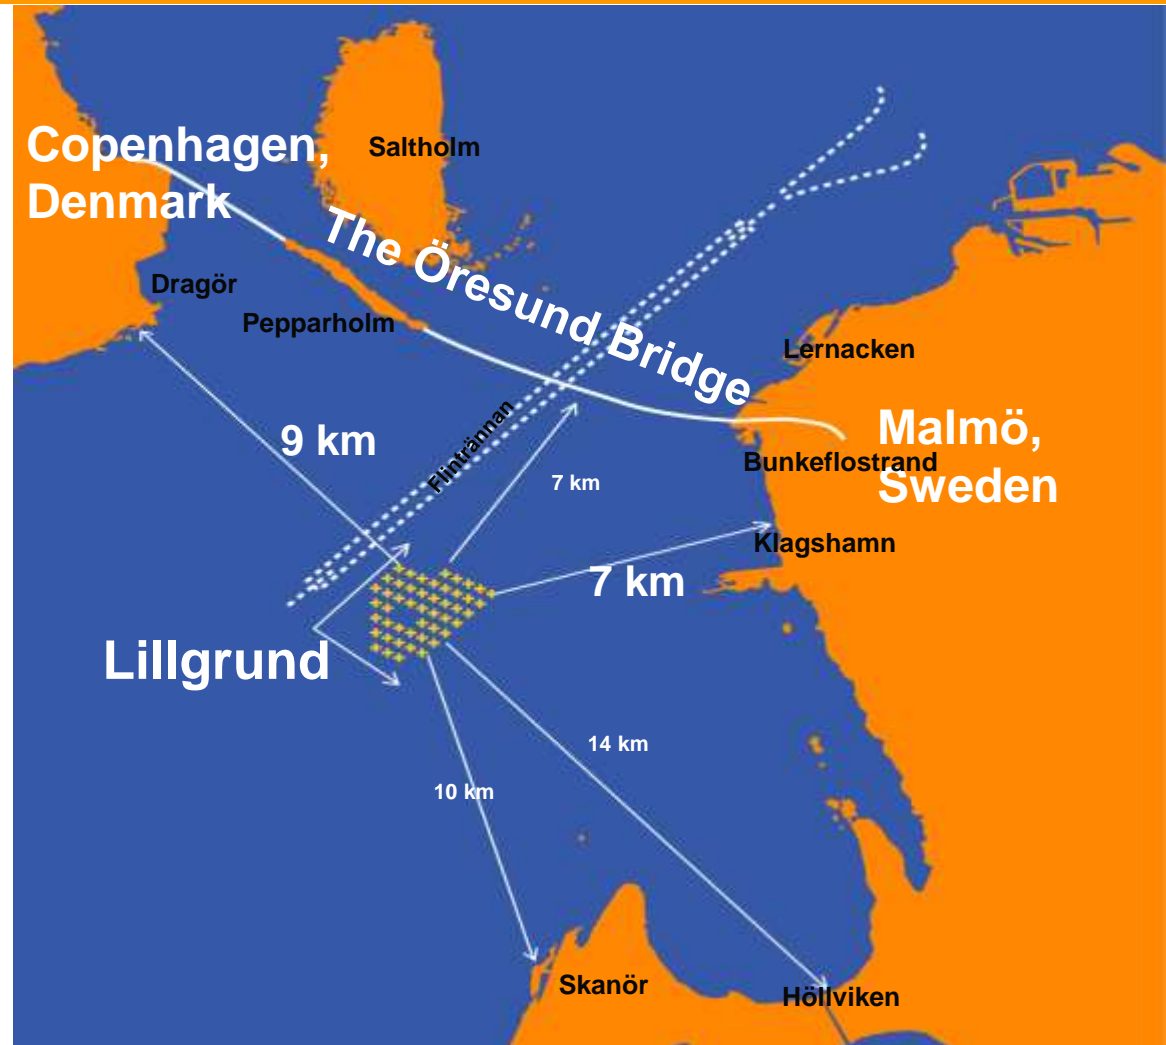 Copenhagen,
Denmark
Saltholm
The Öresund Bridge
Dragör
Pepparholm
Lernacken
Flintrännan
9 km
Malmö,
Sweden
Bunkeflostrand
7 km
Klagshamn
7 km
Lillgrund
14 km
10 km
Skanör
Höllviken